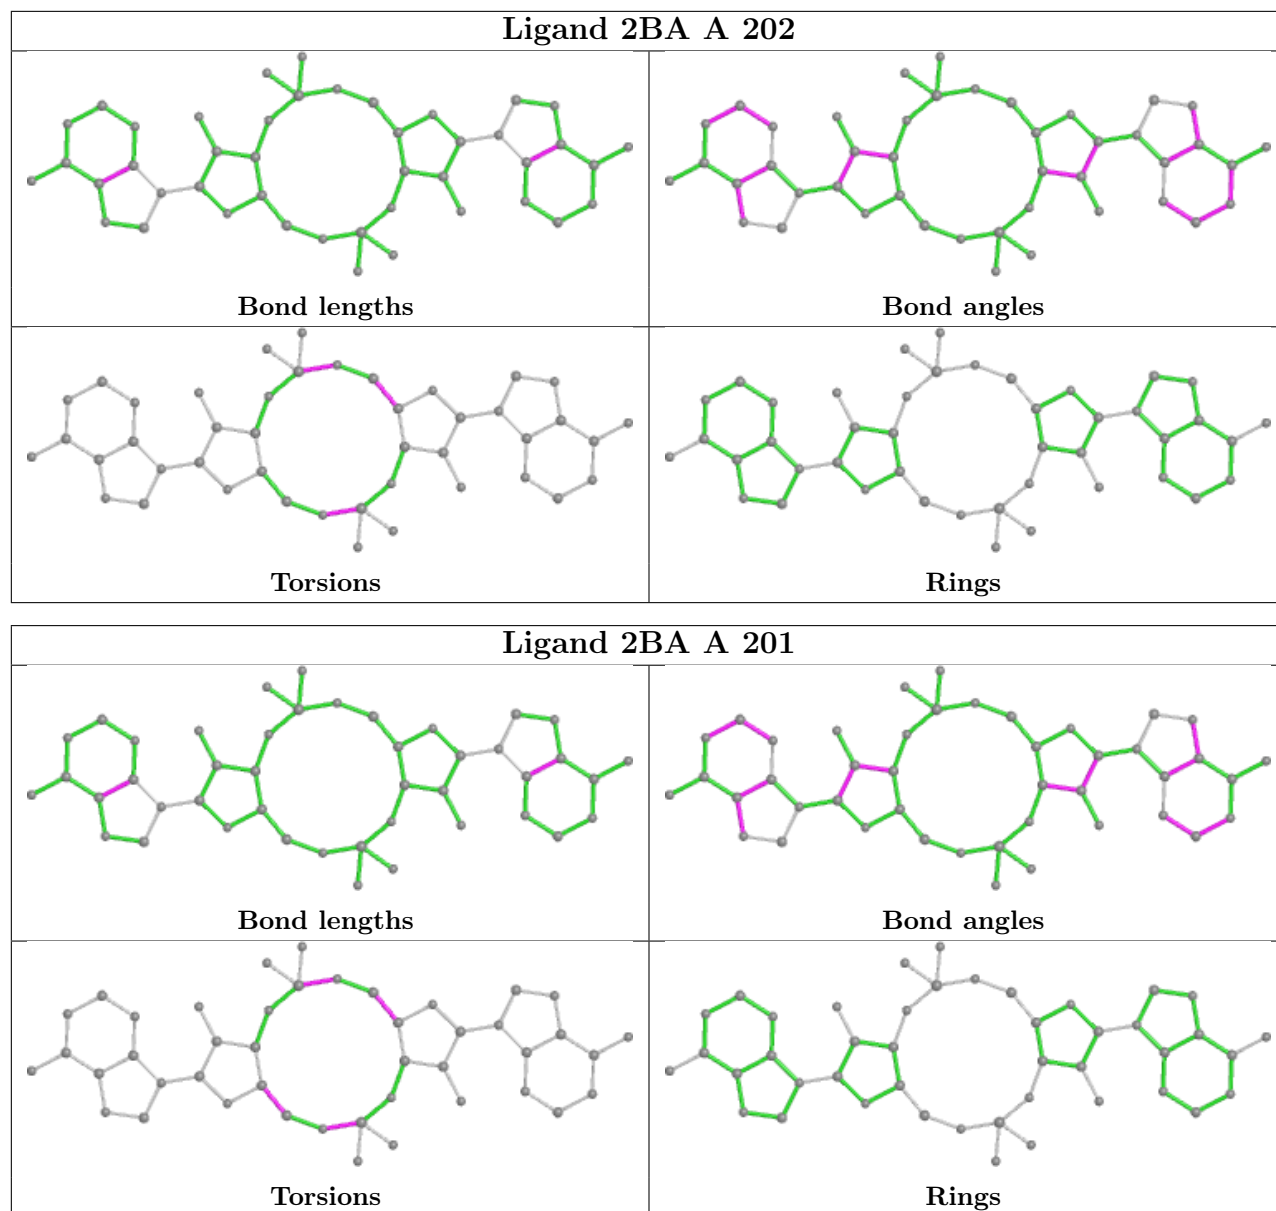 Ligand 2BA A 202
Bond lengths
Bond angles
Torsions
Rings
Ligand 2BA A 201
Bond lengths
Bond angles
Torsions
Rings